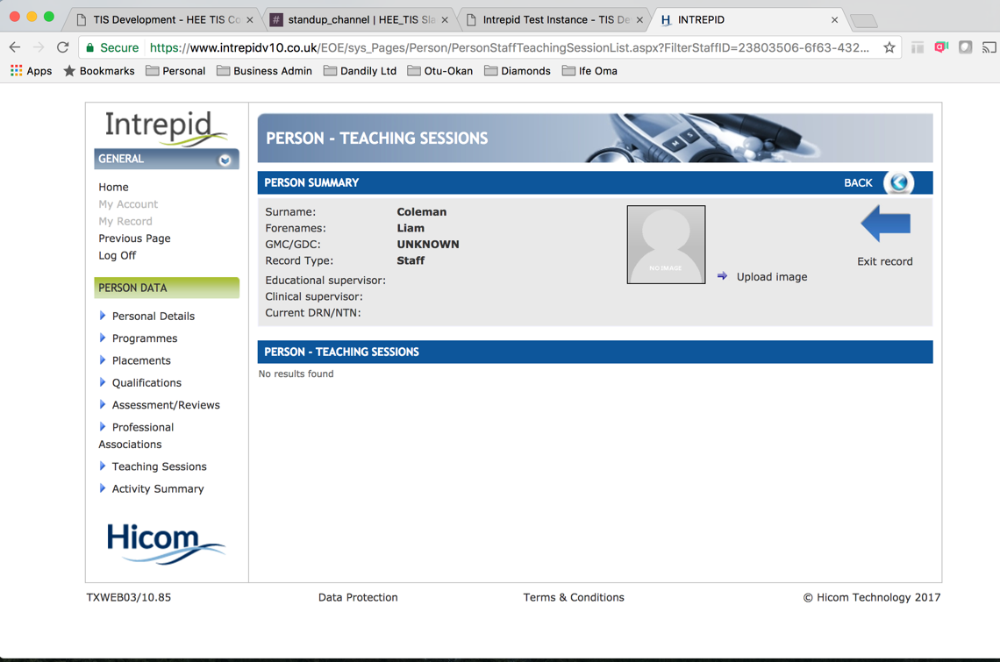 TIS Development - HEE TIS Co
standup_channel | HEE_TIS Sla
Intrepid Test Instance - TIS De
INTREPID
Secure
https://www.intrepidv10.co.uk/EOE/sys_Pages/Person/PersonStaffTeachingSessionList.aspx?FilterStaffID=23803506-6f63-432...
Apps
Bookmarks
Personal
Business Admin
Dandily Ltd
Otu-Okan
Diamonds
Ife Oma
Intrepid
GENERAL
Home
My Account
My Record
Previous Page
Log Off
PERSON DATA
Personal Details
Programmes
Placements
Qualifications
Assessment/Reviews
Professional
Associations
Teaching Sessions
Activity Summary
Hicom
PERSON - TEACHING SESSIONS
PERSON SUMMARY
BACK
Surname: Coleman
Forenames: Liam
GMC/GDC: UNKNOWN
Record Type: Staff
Educational supervisor:
Clinical supervisor:
Current DRN/NTN:
NO IMAGE
Upload image
Exit record
PERSON - TEACHING SESSIONS
No results found
TXWEB03/10.85
Data Protection
Terms & Conditions
© Hicom Technology 2017